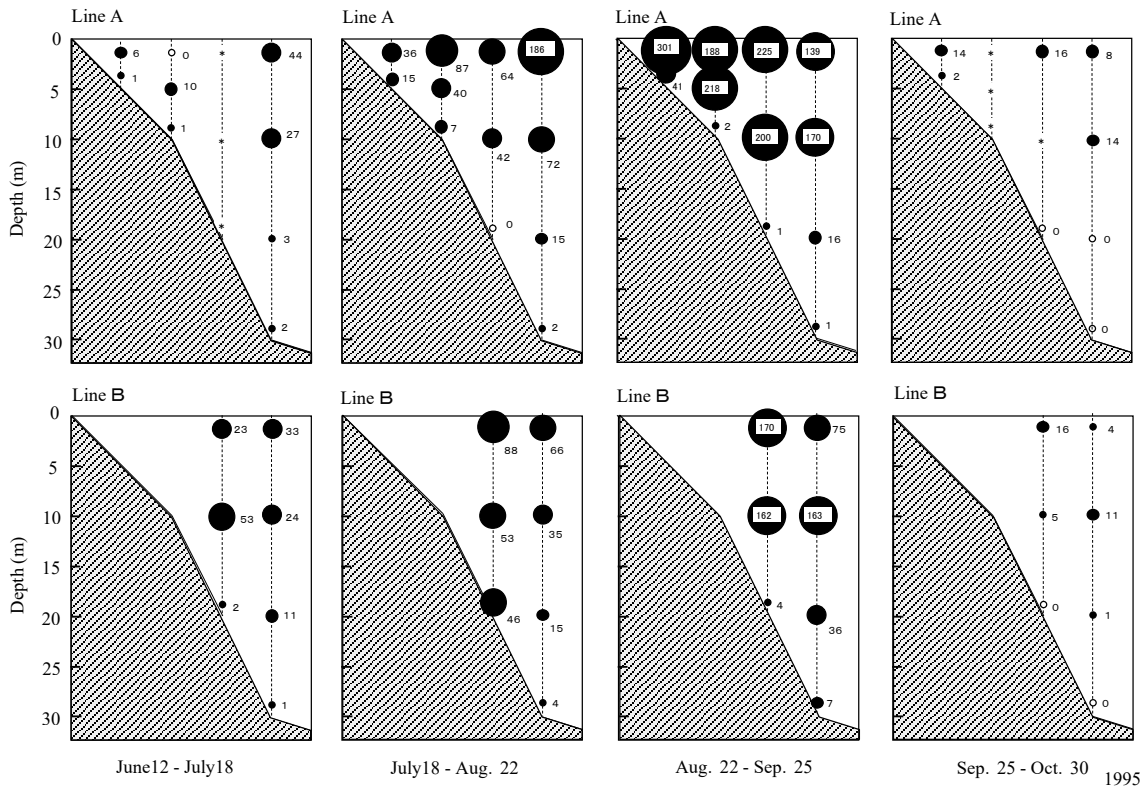 Line A Line A Line A Line A
0 6 0 * 44 36 87 64 186 301 188 225 139 14 * 16 8
1 15 41 2
5 10 40 218 *
10 1 * 27 7 42 72 2 200 170 * * 14
15
20 * 3 0 15 1 16 0 0
25
30 2 2 1 0
Depth (m)
Line B Line B Line B Line B
0 23 33 88 66 170 75 16 4
5
10 53 24 53 35 162 163 5 11
15
20 2 11 46 15 4 36 0 1
25
30 1 4 7 0
Depth (m)
June12 - July18 July18 - Aug. 22 Aug. 22 - Sep. 25 Sep. 25 - Oct. 30
1995